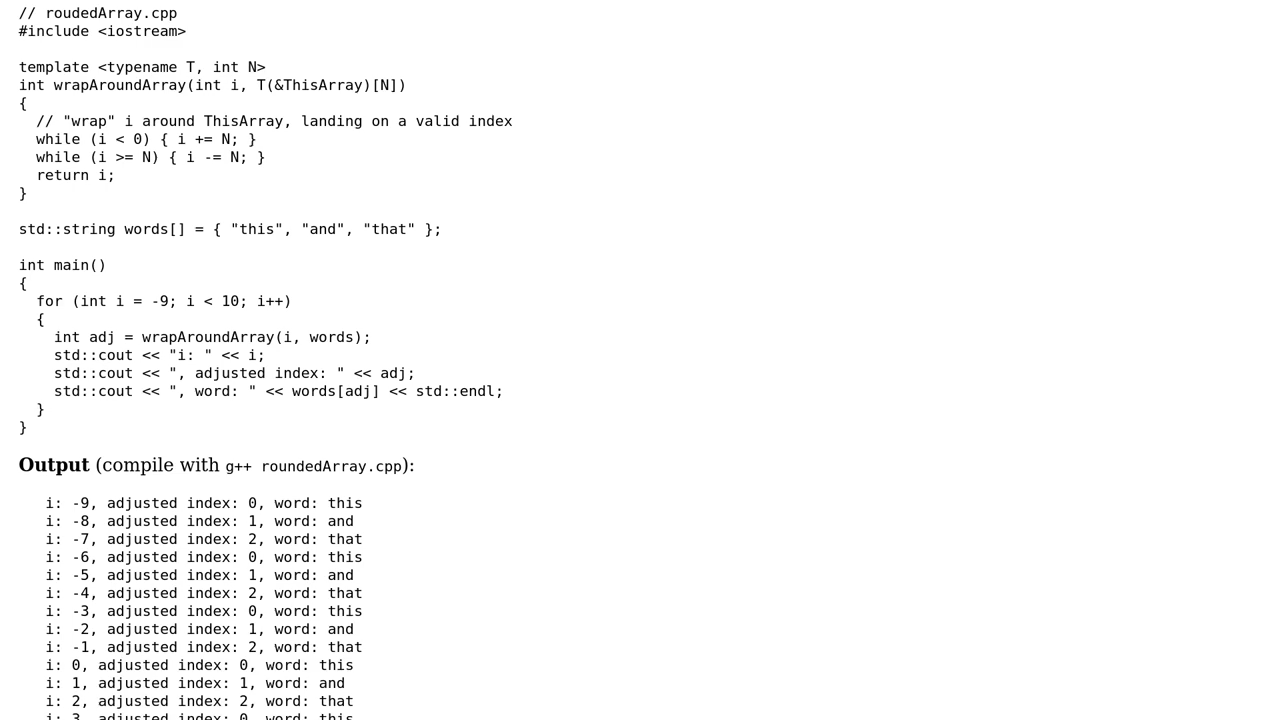 // roudedArray.cpp
#include <iostream>

template <typename T, int N>
int wrapAroundArray(int i, T(&ThisArray)[N])
{
  // "wrap" i around ThisArray, landing on a valid index
  while (i < 0) { i += N; }
  while (i >= N) { i -= N; }
  return i;
}

std::string words[] = { "this", "and", "that" };

int main()
{
  for (int i = -9; i < 10; i++)
  {
    int adj = wrapAroundArray(i, words);
    std::cout << "i: " << i;
    std::cout << ", adjusted index: " << adj;
    std::cout << ", word: " << words[adj] << std::endl;
  }
}
Output (compile with g++ roundedArray.cpp):
i: -9, adjusted index: 0, word: this
i: -8, adjusted index: 1, word: and
i: -7, adjusted index: 2, word: that
i: -6, adjusted index: 0, word: this
i: -5, adjusted index: 1, word: and
i: -4, adjusted index: 2, word: that
i: -3, adjusted index: 0, word: this
i: -2, adjusted index: 1, word: and
i: -1, adjusted index: 2, word: that
i: 0, adjusted index: 0, word: this
i: 1, adjusted index: 1, word: and
i: 2, adjusted index: 2, word: that
i: 3, adjusted index: 0, word: this